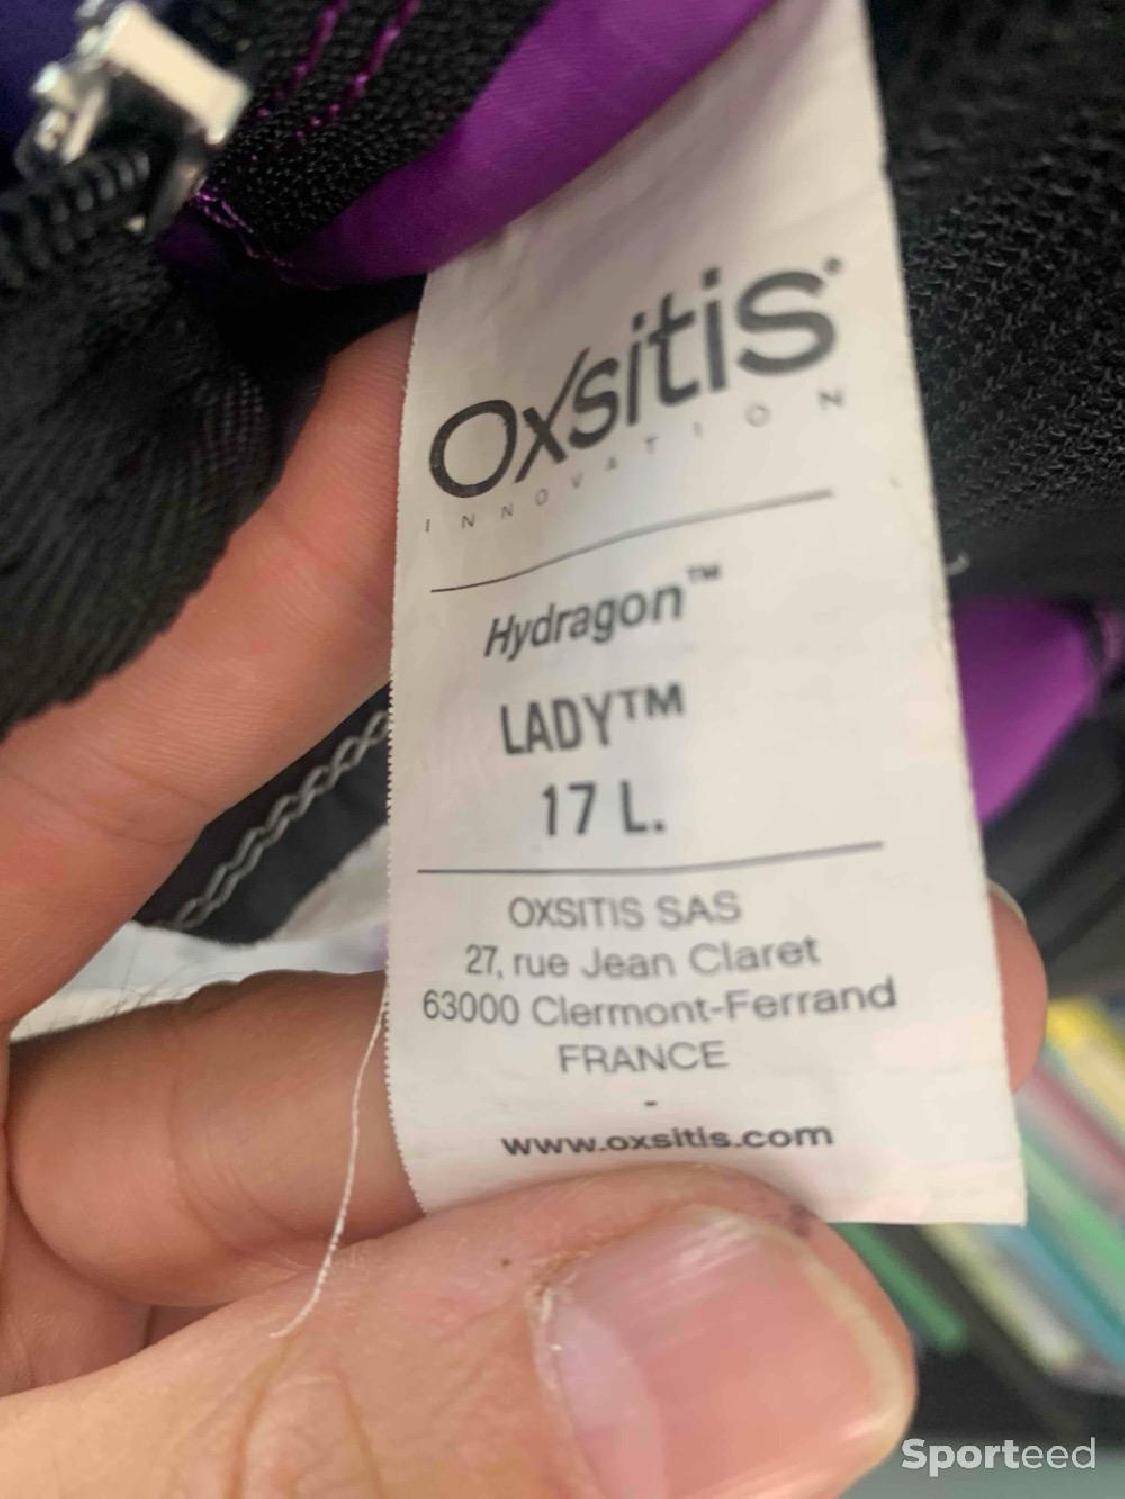 Oxsitis
INNOVATION
Hydragon™
LADY™
17 L.
OXSITIS SAS
27, rue Jean Claret
63000 Clermont-Ferrand
FRANCE
-
www.oxsitis.com
Sporteed